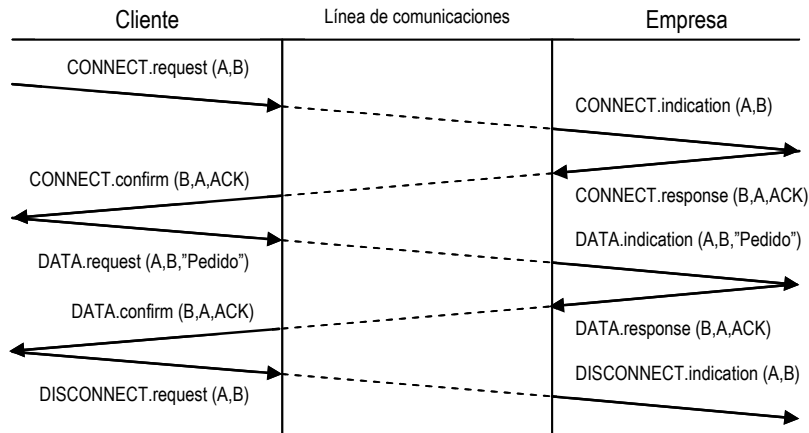 Cliente
Línea de comunicaciones
Empresa
CONNECT.request (A,B)
CONNECT.indication (A,B)
CONNECT.confirm (B,A,ACK)
CONNECT.response (B,A,ACK)
DATA.request (A,B,”Pedido”)
DATA.indication (A,B,”Pedido”)
DATA.confirm (B,A,ACK)
DATA.response (B,A,ACK)
DISCONNECT.request (A,B)
DISCONNECT.indication (A,B)